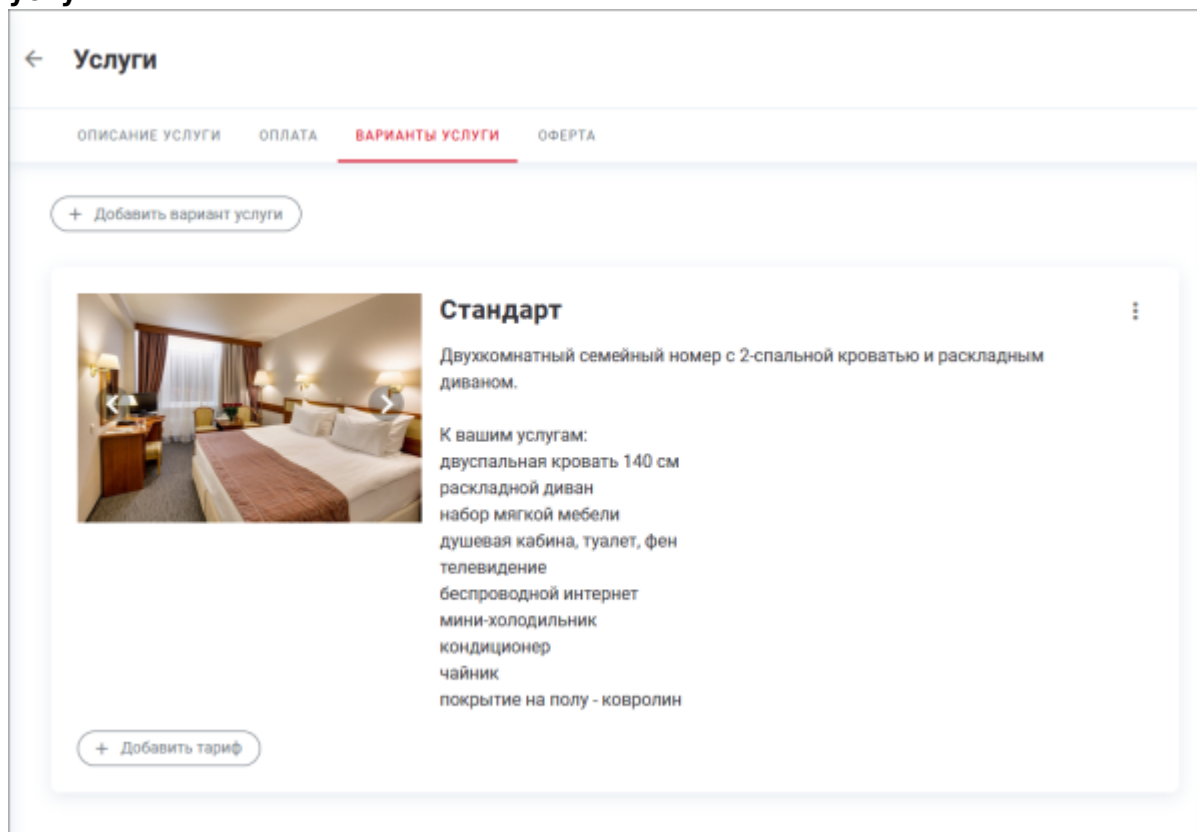 Услуги
ОПИСАНИЕ УСЛУГИ ОПЛАТА ВАРИАНТЫ УСЛУГИ ОФЕРТА
+ Добавить вариант услуги
Стандарт
Двухкомнатный семейный номер с 2-спальной кроватью и раскладным
диваном.
К вашим услугам:
двуспальная кровать 140 см
раскладной диван
набор мягкой мебели
душевая кабина, туалет, фен
телевидение
беспроводной интернет
мини-холодильник
кондиционер
чайник
покрытие на полу - ковролин
+ Добавить тариф